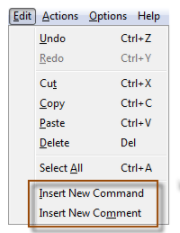 Edit Actions Options Help
Undo Ctrl+Z
Redo Ctrl+Y
Cut Ctrl+X
Copy Ctrl+C
Paste Ctrl+V
Delete Del
Select All Ctrl+A
Insert New Command
Insert New Comment